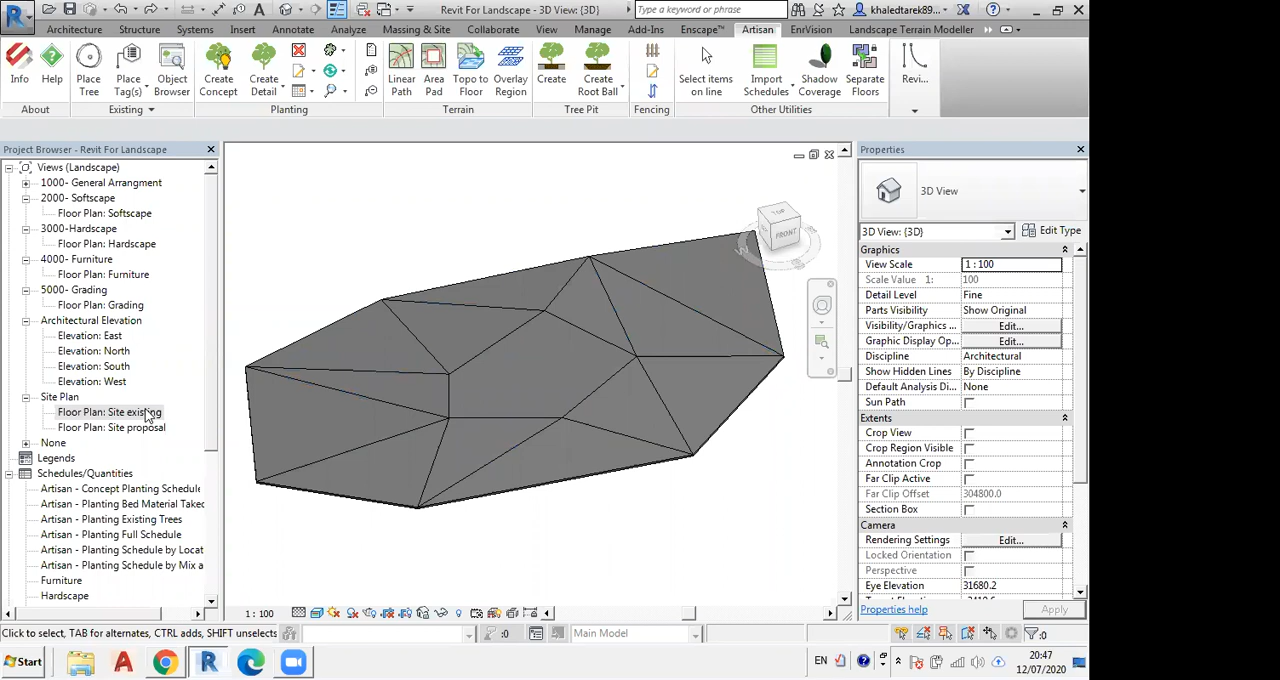 Revit For Landscape - 3D View: {3D}
Type a keyword or phrase
khaledtarek89...
Architecture Structure Systems Insert Annotate Analyze Massing & Site Collaborate View Manage Add-Ins Enscape™ Artisan EnVision Landscape Terrain Modeller
Info Help Place Tree Place Tag(s) Object Browser Create Concept Create Detail Linear Path Area Pad Topo to Floor Overlay Region Create Create Root Ball Select items on line Import Schedules Shadow Coverage Separate Floors Revi...
About Existing Planting Terrain Tree Pit Fencing Other Utilities
Project Browser - Revit For Landscape
Views (Landscape)
1000- General Arrangment
2000- Softscape
Floor Plan: Softscape
3000-Hardscape
Floor Plan: Hardscape
4000- Furniture
Floor Plan: Furniture
5000- Grading
Floor Plan: Grading
Architectural Elevation
Elevation: East
Elevation: North
Elevation: South
Elevation: West
Site Plan
Floor Plan: Site existing
Floor Plan: Site proposal
None
Legends
Schedules/Quantities
Artisan - Concept Planting Schedule
Artisan - Planting Bed Material Takeo
Artisan - Planting Existing Trees
Artisan - Planting Full Schedule
Artisan - Planting Schedule by Locat
Artisan - Planting Schedule by Mix a
Furniture
Hardscape
TOP
FRONT
W
1 : 100
Properties
3D View
3D View: {3D} Edit Type
Graphics
View Scale 1 : 100
Scale Value 1: 100
Detail Level Fine
Parts Visibility Show Original
Visibility/Graphics ... Edit...
Graphic Display Op... Edit...
Discipline Architectural
Show Hidden Lines By Discipline
Default Analysis Di... None
Sun Path
Extents
Crop View
Crop Region Visible
Annotation Crop
Far Clip Active
Far Clip Offset 304800.0
Section Box
Camera
Rendering Settings Edit...
Locked Orientation
Perspective
Eye Elevation 31680.2
Properties help Apply
Click to select, TAB for alternates, CTRL adds, SHIFT unselects
:0 Main Model :0
Start EN 20:47
12/07/2020